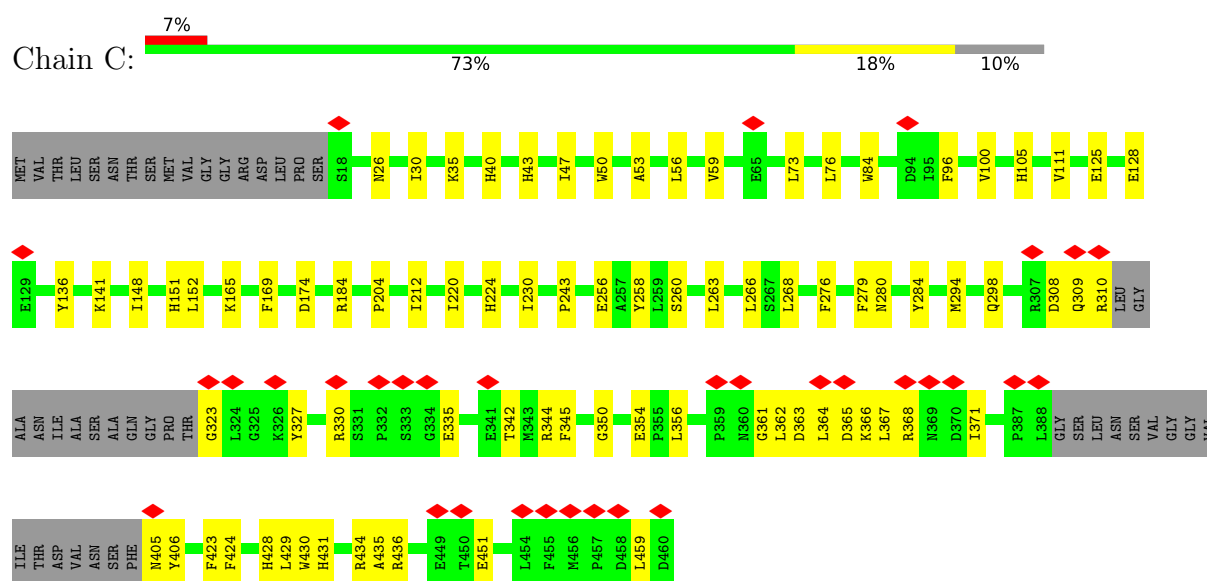 7%
Chain C:
73% 18% 10%
MET VAL THR LEU SER ASN THR SER MET VAL GLY GLY ARG ASP LEU PRO SER S18 N26 I30 K35 H40 H43 I47 W50 A53 L56 V59 E65 L73 L76 W84 D94 I95 F96 V100 H105 V111 E125 E128
E129 Y136 K141 I148 H151 L152 K165 F169 D174 R184 P204 I212 I220 H224 I230 P243 E256 A257 Y258 L259 S260 L263 L266 S267 L268 F276 F279 N280 Y284 M294 Q298 R307 D308 Q309 R310 LEU GLY
ALA ASN ILE ALA SER ALA GLN GLY PRO THR G323 L324 G325 K326 Y327 R330 S331 P332 S333 G334 E335 E341 T342 M343 R344 F345 G350 E354 P355 L356 P359 N360 G361 L362 D363 L364 D365 K366 L367 R368 N369 D370 I371 P387 L388 GLY SER LEU ASN SER VAL GLY GLY VAL
ILE THR ASP VAL ASN SER PHE N405 Y406 F423 F424 H428 L429 W430 H431 R434 A435 R436 E449 T450 E451 L454 F455 M456 P457 D458 L459 D460